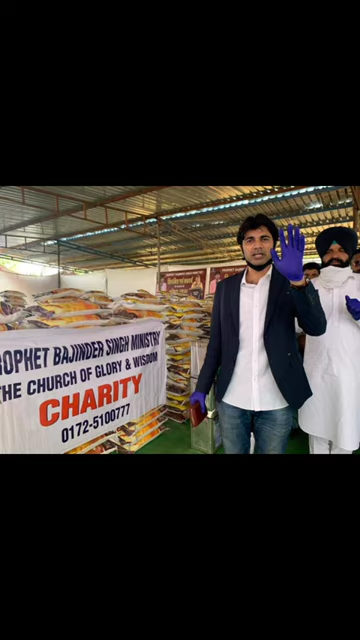 ROPHET BAJINDER SINGH MINISTRY
THE CHURCH OF GLORY & WISDOM
CHARITY
0172-5100777